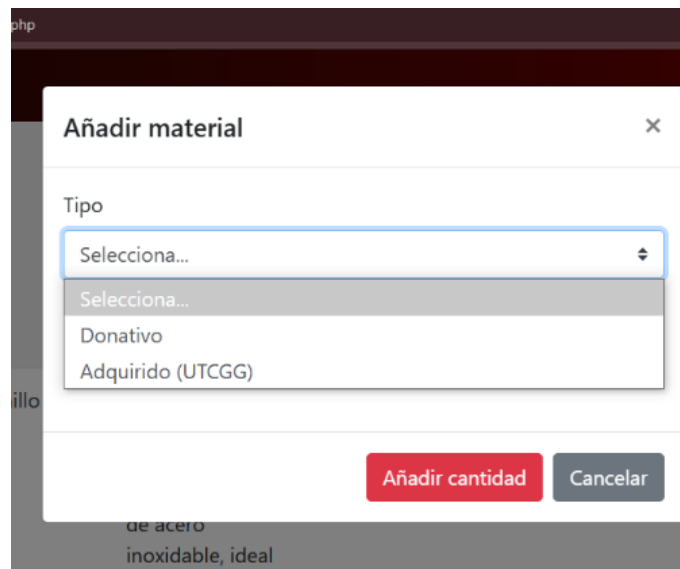 php
Añadir material ×
Tipo
Selecciona...
Selecciona...
Donativo
Adquirido (UTCGG)
illo
Añadir cantidad Cancelar
de acero
inoxidable, ideal